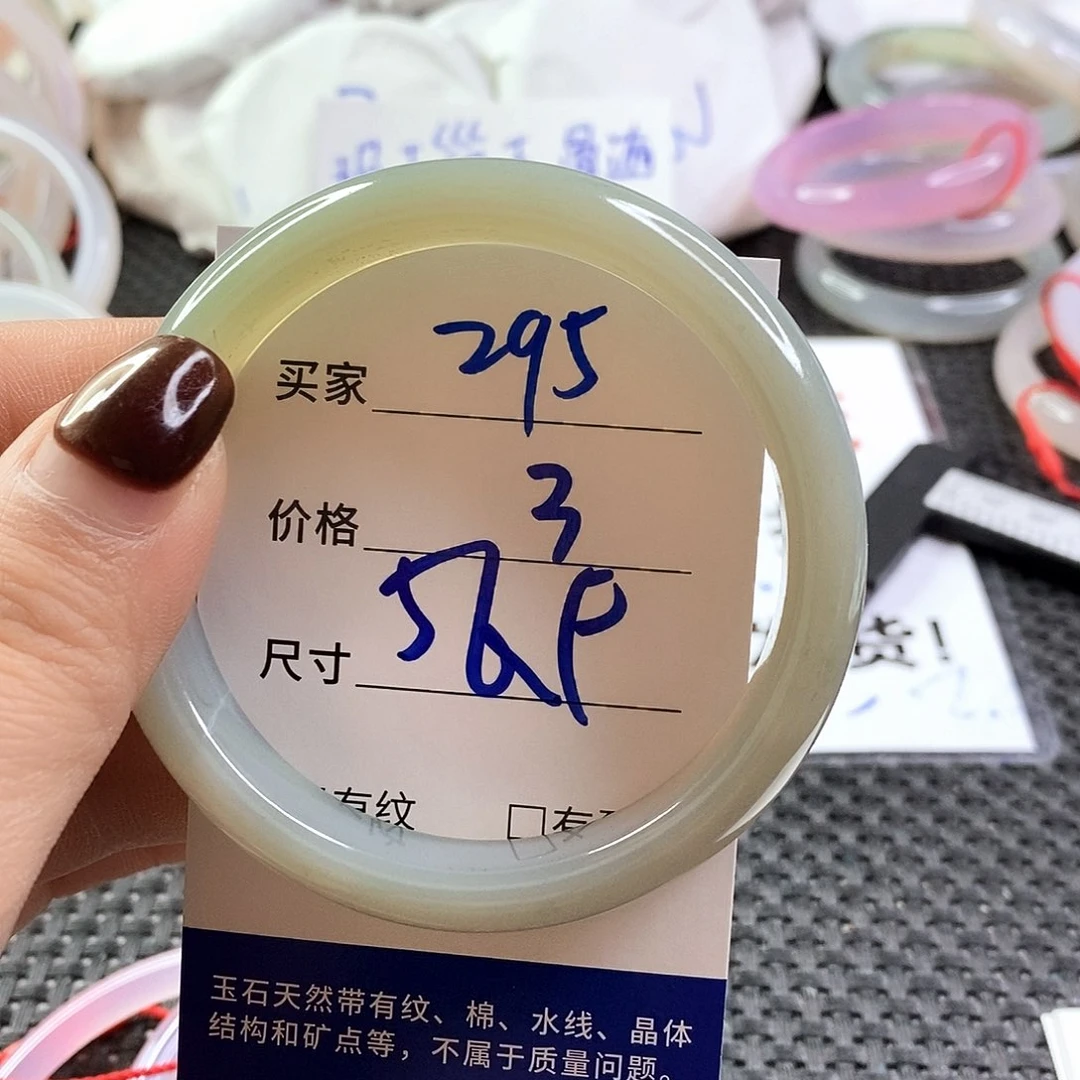 买家 295
价格 3
尺寸 56P
有纹 □有
玉石天然带有纹、棉、水线、晶体
结构和矿点等，不属于质量问题。
货!